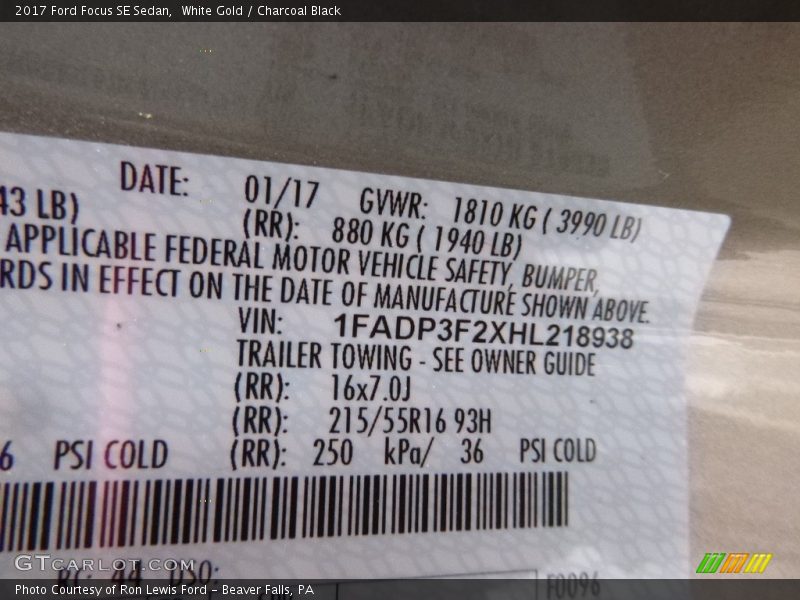 2017 Ford Focus SE Sedan, White Gold / Charcoal Black
DATE: 01/17 GVWR: 1810 KG ( 3990 LB)
43 LB) (RR): 880 KG ( 1940 LB)
APPLICABLE FEDERAL MOTOR VEHICLE SAFETY, BUMPER,
RDS IN EFFECT ON THE DATE OF MANUFACTURE SHOWN ABOVE.
VIN: 1FADP3F2XHL218938
TRAILER TOWING - SEE OWNER GUIDE
(RR): 16x7.0J
(RR): 215/55R16 93H
6 PSI COLD (RR): 250 kPa/ 36 PSI COLD
GTcarlot.com
RC: 44 DSO:
F0096
Photo Courtesy of Ron Lewis Ford – Beaver Falls, PA